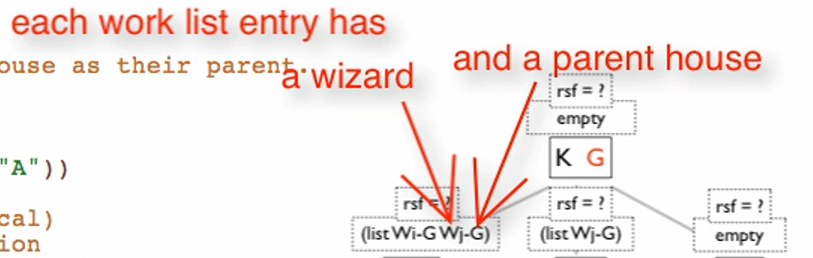 each work list entry has
ouse as their parent.
a wizard
and a parent house
rsf = ?
empty
K G
"A"))
cal)
ion
rsf = ?
(list Wi-G Wj-G)
rsf = ?
(list Wj-G)
rsf = ?
empty